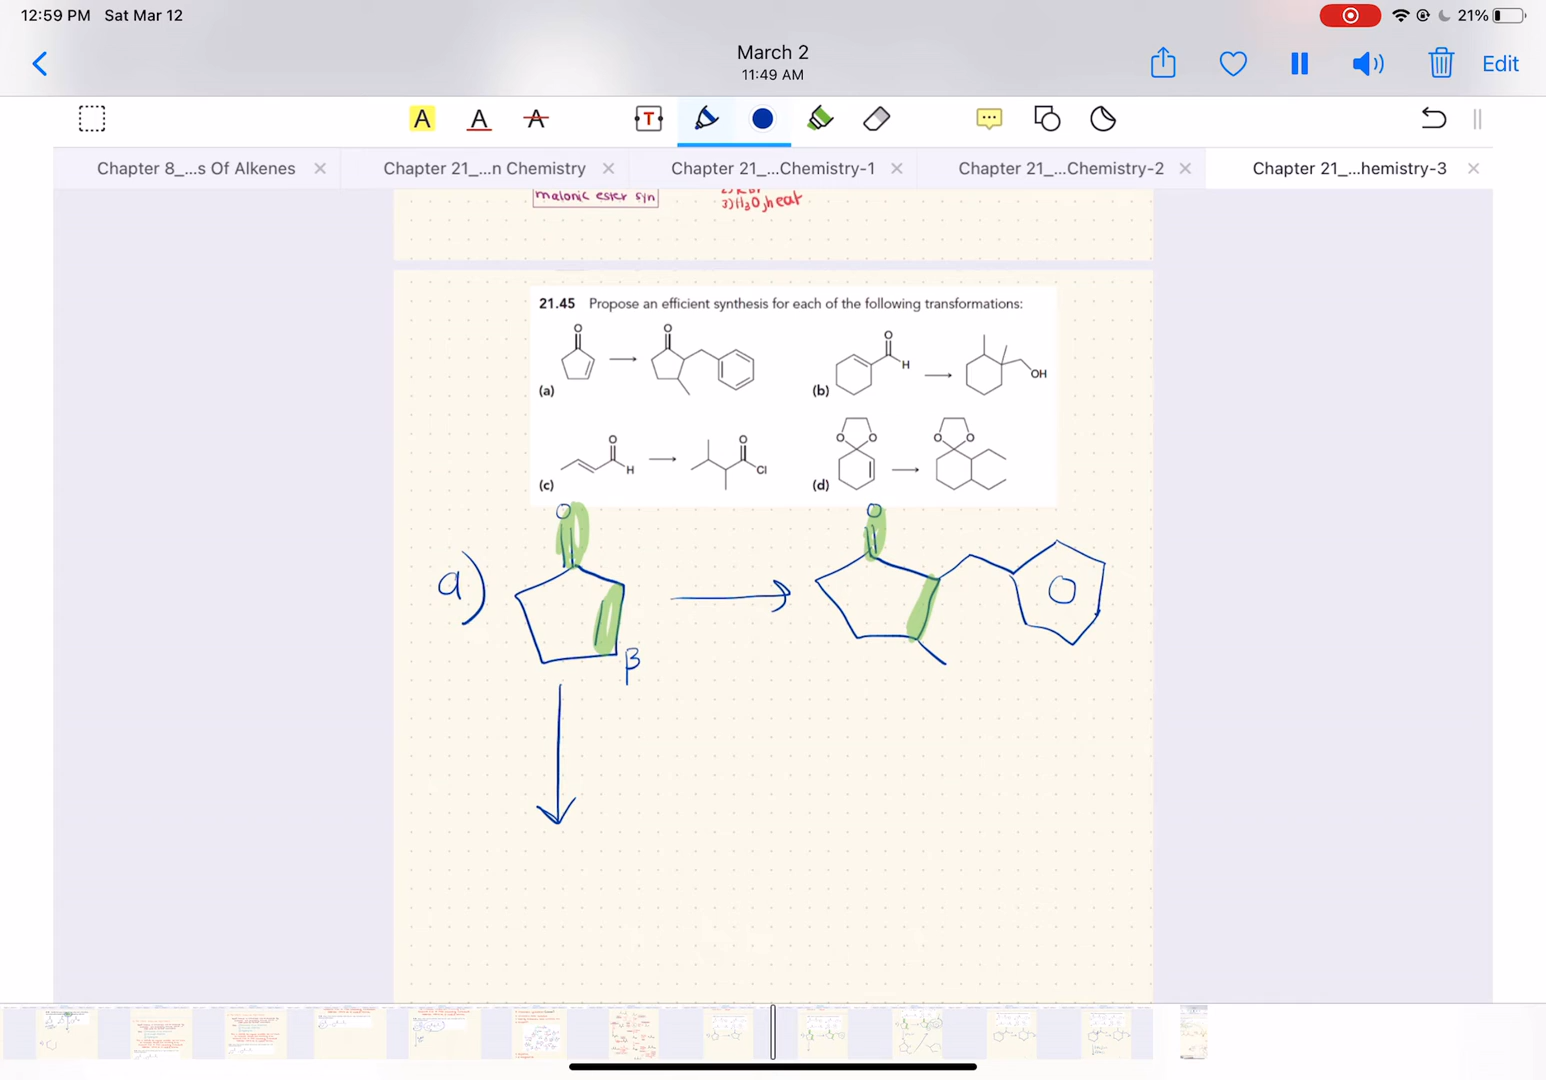 12:59 PM Sat Mar 12
21%
March 2
11:49 AM
Edit
A A A T
Chapter 8_...s Of Alkenes
Chapter 21_...n Chemistry
Chapter 21_...Chemistry-1
Chapter 21_...Chemistry-2
Chapter 21_...hemistry-3
malonic ester syn
3) H3O, heat
21.45 Propose an efficient synthesis for each of the following transformations:
O O O
H
OH
(a) (b)
O O O O O O
H Cl
(c) (d)
O O
a)
β